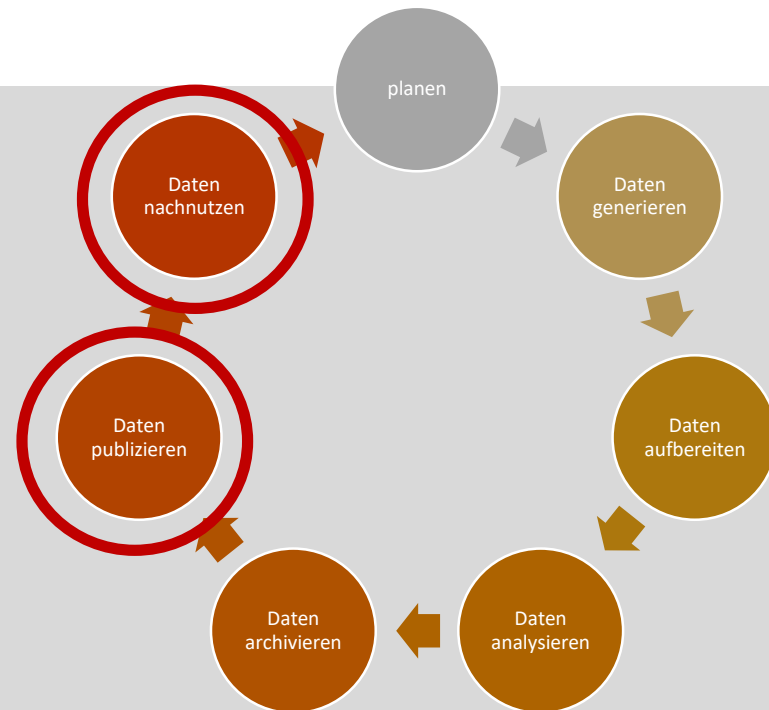 planen
Daten
generieren
Daten
aufbereiten
Daten
analysieren
Daten
archivieren
Daten
publizieren
Daten
nachnutzen